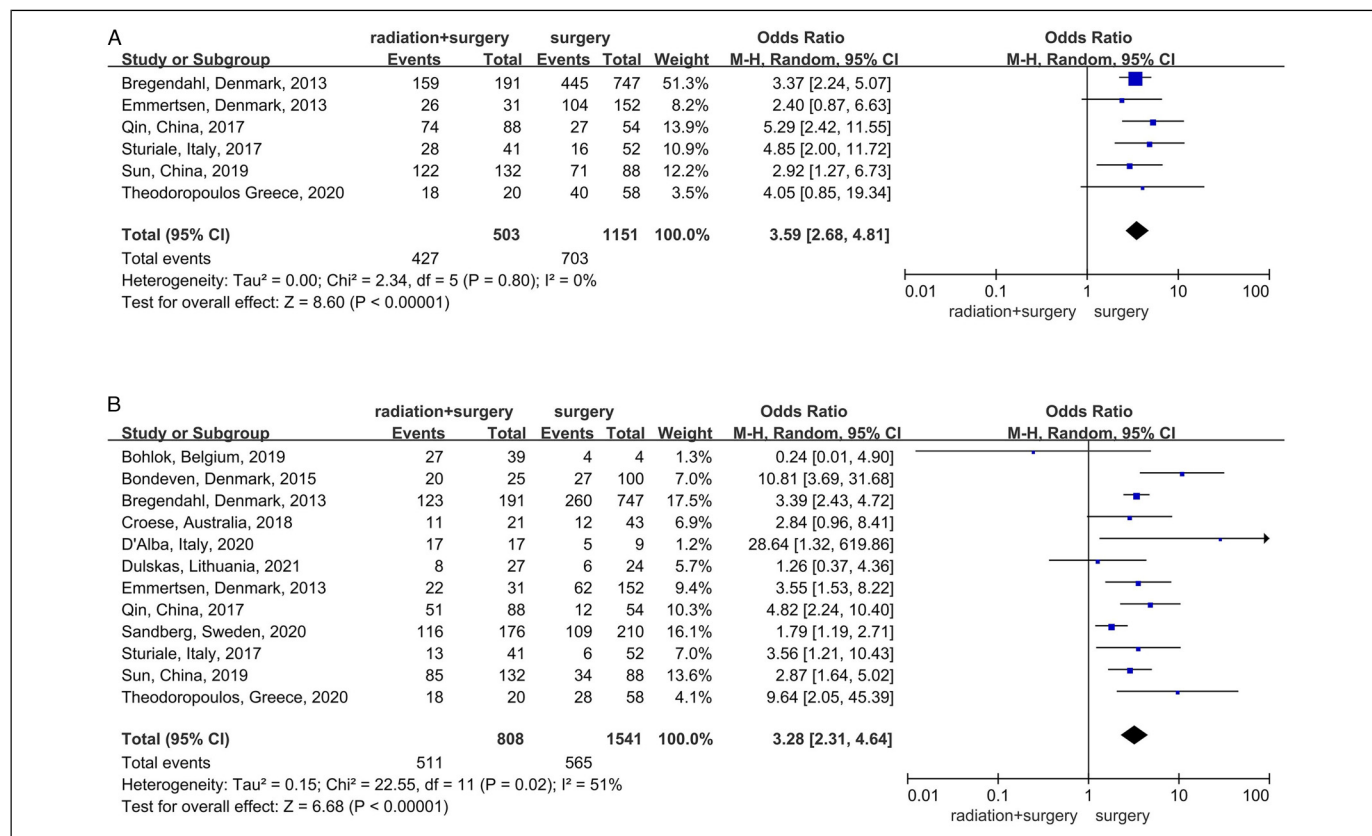 A
radiation+surgery surgery Odds Ratio Odds Ratio
Study or Subgroup Events Total Events Total Weight M-H, Random, 95% CI M-H, Random, 95% CI
Bregendahl, Denmark, 2013 159 191 445 747 51.3% 3.37 [2.24, 5.07]
Emmertsen, Denmark, 2013 26 31 104 152 8.2% 2.40 [0.87, 6.63]
Qin, China, 2017 74 88 27 54 13.9% 5.29 [2.42, 11.55]
Sturiale, Italy, 2017 28 41 16 52 10.9% 4.85 [2.00, 11.72]
Sun, China, 2019 122 132 71 88 12.2% 2.92 [1.27, 6.73]
Theodoropoulos Greece, 2020 18 20 40 58 3.5% 4.05 [0.85, 19.34]
Total (95% CI) 503 1151 100.0% 3.59 [2.68, 4.81]
Total events 427 703
Heterogeneity: Tau² = 0.00; Chi² = 2.34, df = 5 (P = 0.80); I² = 0%
Test for overall effect: Z = 8.60 (P < 0.00001)
0.01 0.1 1 10 100
radiation+surgery surgery
B
radiation+surgery surgery Odds Ratio Odds Ratio
Study or Subgroup Events Total Events Total Weight M-H, Random, 95% CI M-H, Random, 95% CI
Bohlok, Belgium, 2019 27 39 4 4 1.3% 0.24 [0.01, 4.90]
Bondeven, Denmark, 2015 20 25 27 100 7.0% 10.81 [3.69, 31.68]
Bregendahl, Denmark, 2013 123 191 260 747 17.5% 3.39 [2.43, 4.72]
Croese, Australia, 2018 11 21 12 43 6.9% 2.84 [0.96, 8.41]
D'Alba, Italy, 2020 17 17 5 9 1.2% 28.64 [1.32, 619.86]
Dulskas, Lithuania, 2021 8 27 6 24 5.7% 1.26 [0.37, 4.36]
Emmertsen, Denmark, 2013 22 31 62 152 9.4% 3.55 [1.53, 8.22]
Qin, China, 2017 51 88 12 54 10.3% 4.82 [2.24, 10.40]
Sandberg, Sweden, 2020 116 176 109 210 16.1% 1.79 [1.19, 2.71]
Sturiale, Italy, 2017 13 41 6 52 7.0% 3.56 [1.21, 10.43]
Sun, China, 2019 85 132 34 88 13.6% 2.87 [1.64, 5.02]
Theodoropoulos, Greece, 2020 18 20 28 58 4.1% 9.64 [2.05, 45.39]
Total (95% CI) 808 1541 100.0% 3.28 [2.31, 4.64]
Total events 511 565
Heterogeneity: Tau² = 0.15; Chi² = 22.55, df = 11 (P = 0.02); I² = 51%
Test for overall effect: Z = 6.68 (P < 0.00001)
0.01 0.1 1 10 100
radiation+surgery surgery